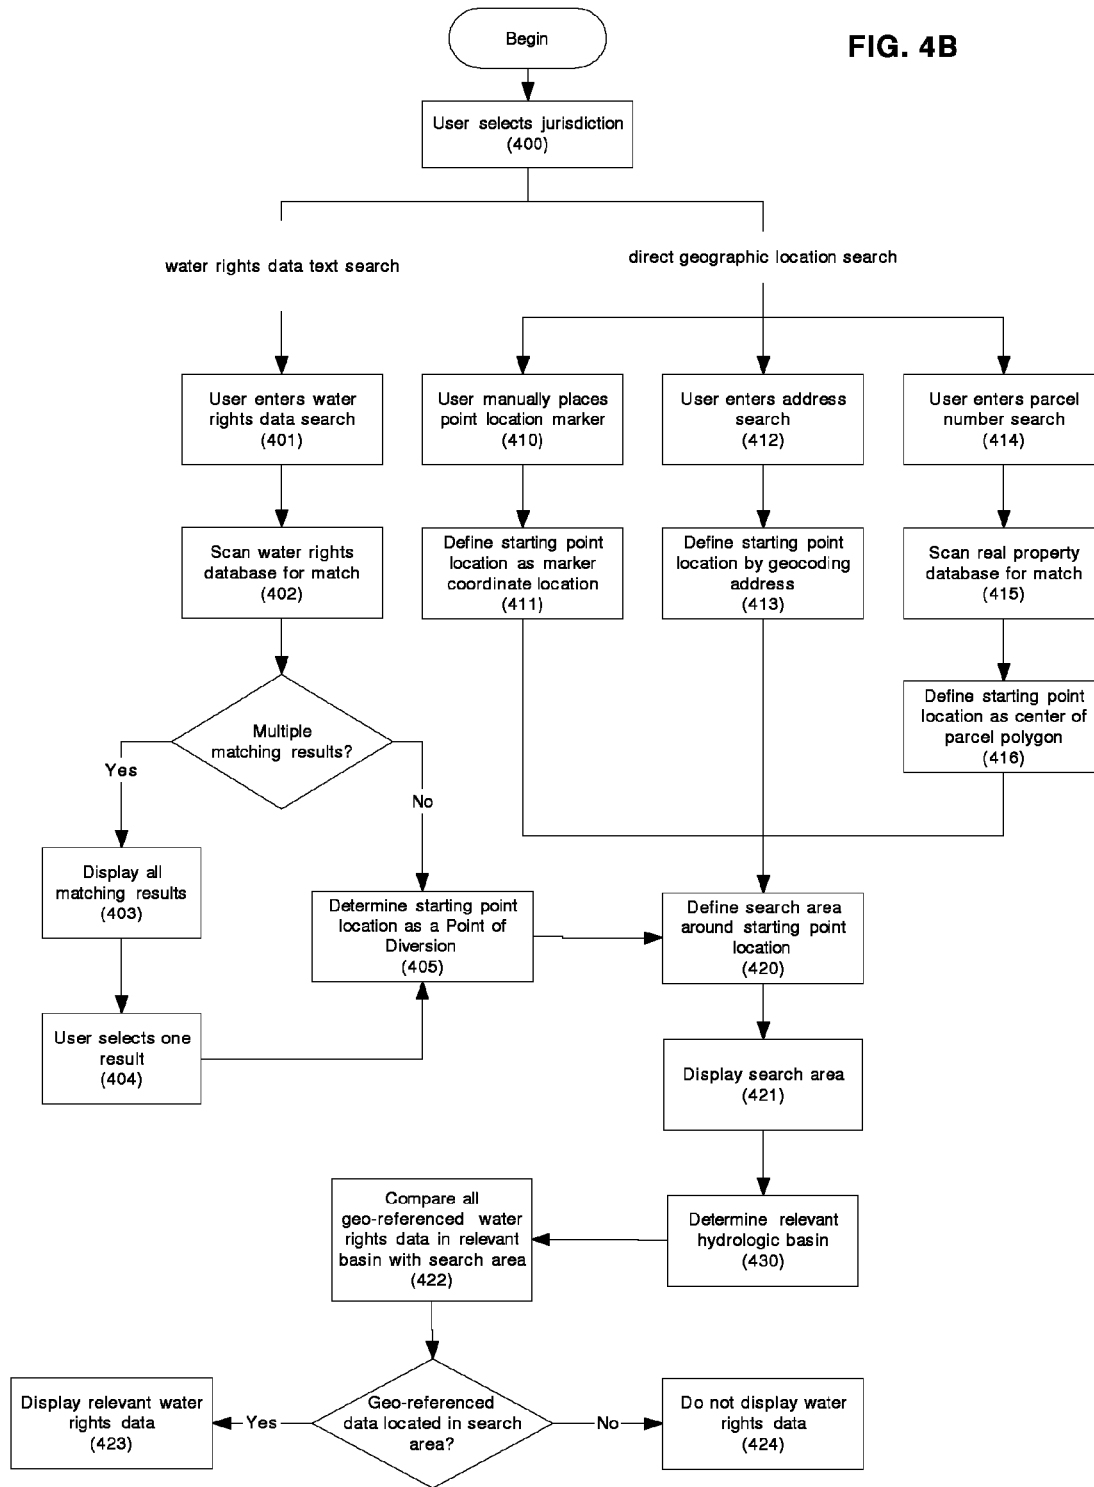 Begin
FIG. 4B
User selects jurisdiction
(400)
water rights data text search
direct geographic location search
User enters water
rights data search
(401)
User manually places
point location marker
(410)
User enters address
search
(412)
User enters parcel
number search
(414)
Scan water rights
database for match
(402)
Define starting point
location as marker
coordinate location
(411)
Define starting point
location by geocoding
address
(413)
Scan real property
database for match
(415)
Multiple
matching results?
Yes
No
Define starting point
location as center of
parcel polygon
(416)
Display all
matching results
(403)
Determine starting point
location as a Point of
Diversion
(405)
Define search area
around starting point
location
(420)
User selects one
result
(404)
Display search area
(421)
Compare all
geo-referenced water
rights data in relevant
basin with search area
(422)
Determine relevant
hydrologic basin
(430)
Display relevant water
rights data
(423)
Yes
Geo-referenced
data located in search
area?
No
Do not display water
rights data
(424)